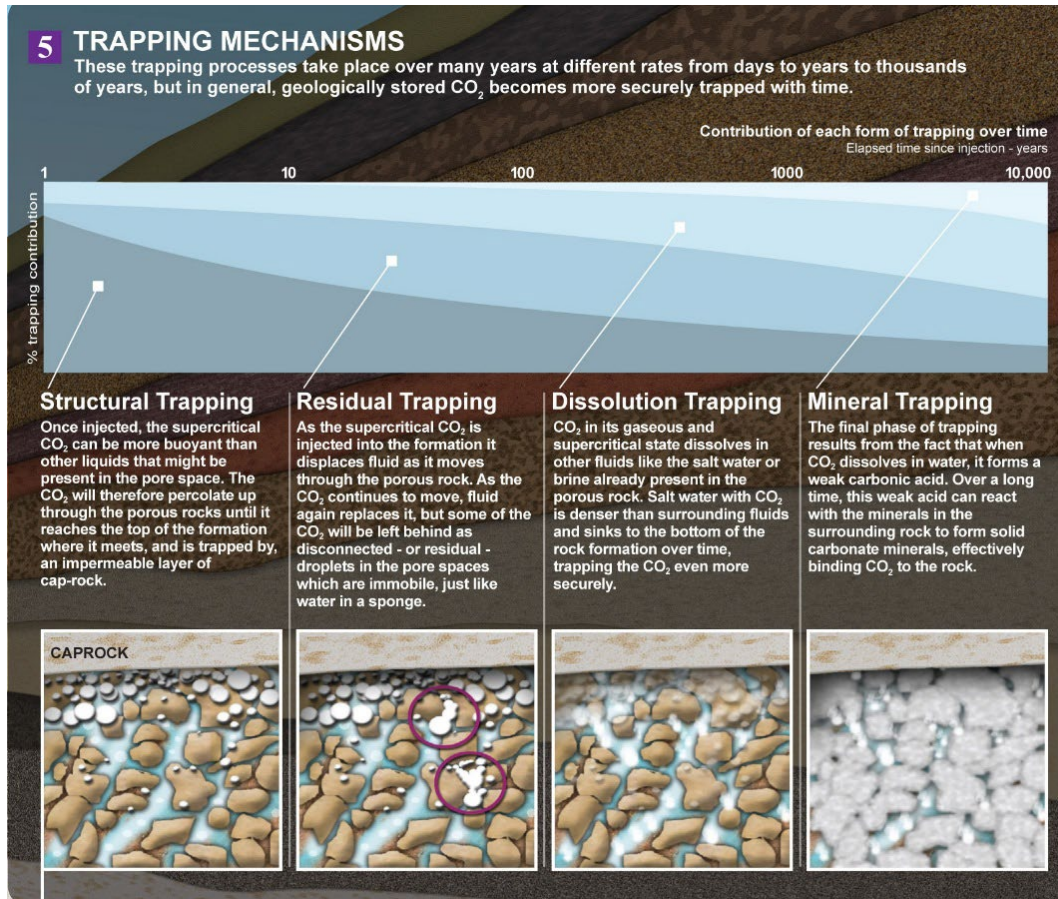 5 TRAPPING MECHANISMS
These trapping processes take place over many years at different rates from days to years to thousands
of years, but in general, geologically stored CO₂ becomes more securely trapped with time.
Contribution of each form of trapping over time
Elapsed time since injection - years
1 10 100 1000 10,000
% trapping contribution
Structural Trapping
Once injected, the supercritical
CO₂ can be more buoyant than
other liquids that might be
present in the pore space. The
CO₂ will therefore percolate up
through the porous rocks until it
reaches the top of the formation
where it meets, and is trapped by,
an impermeable layer of
cap-rock.
Residual Trapping
As the supercritical CO₂ is
injected into the formation it
displaces fluid as it moves
through the porous rock. As the
CO₂ continues to move, fluid
again replaces it, but some of the
CO₂ will be left behind as
disconnected - or residual -
droplets in the pore spaces
which are immobile, just like
water in a sponge.
Dissolution Trapping
CO₂ in its gaseous and
supercritical state dissolves in
other fluids like the salt water or
brine already present in the
porous rock. Salt water with CO₂
is denser than surrounding fluids
and sinks to the bottom of the
rock formation over time,
trapping the CO₂ even more
securely.
Mineral Trapping
The final phase of trapping
results from the fact that when
CO₂ dissolves in water, it forms a
weak carbonic acid. Over a long
time, this weak acid can react
with the minerals in the
surrounding rock to form solid
carbonate minerals, effectively
binding CO₂ to the rock.
CAPROCK